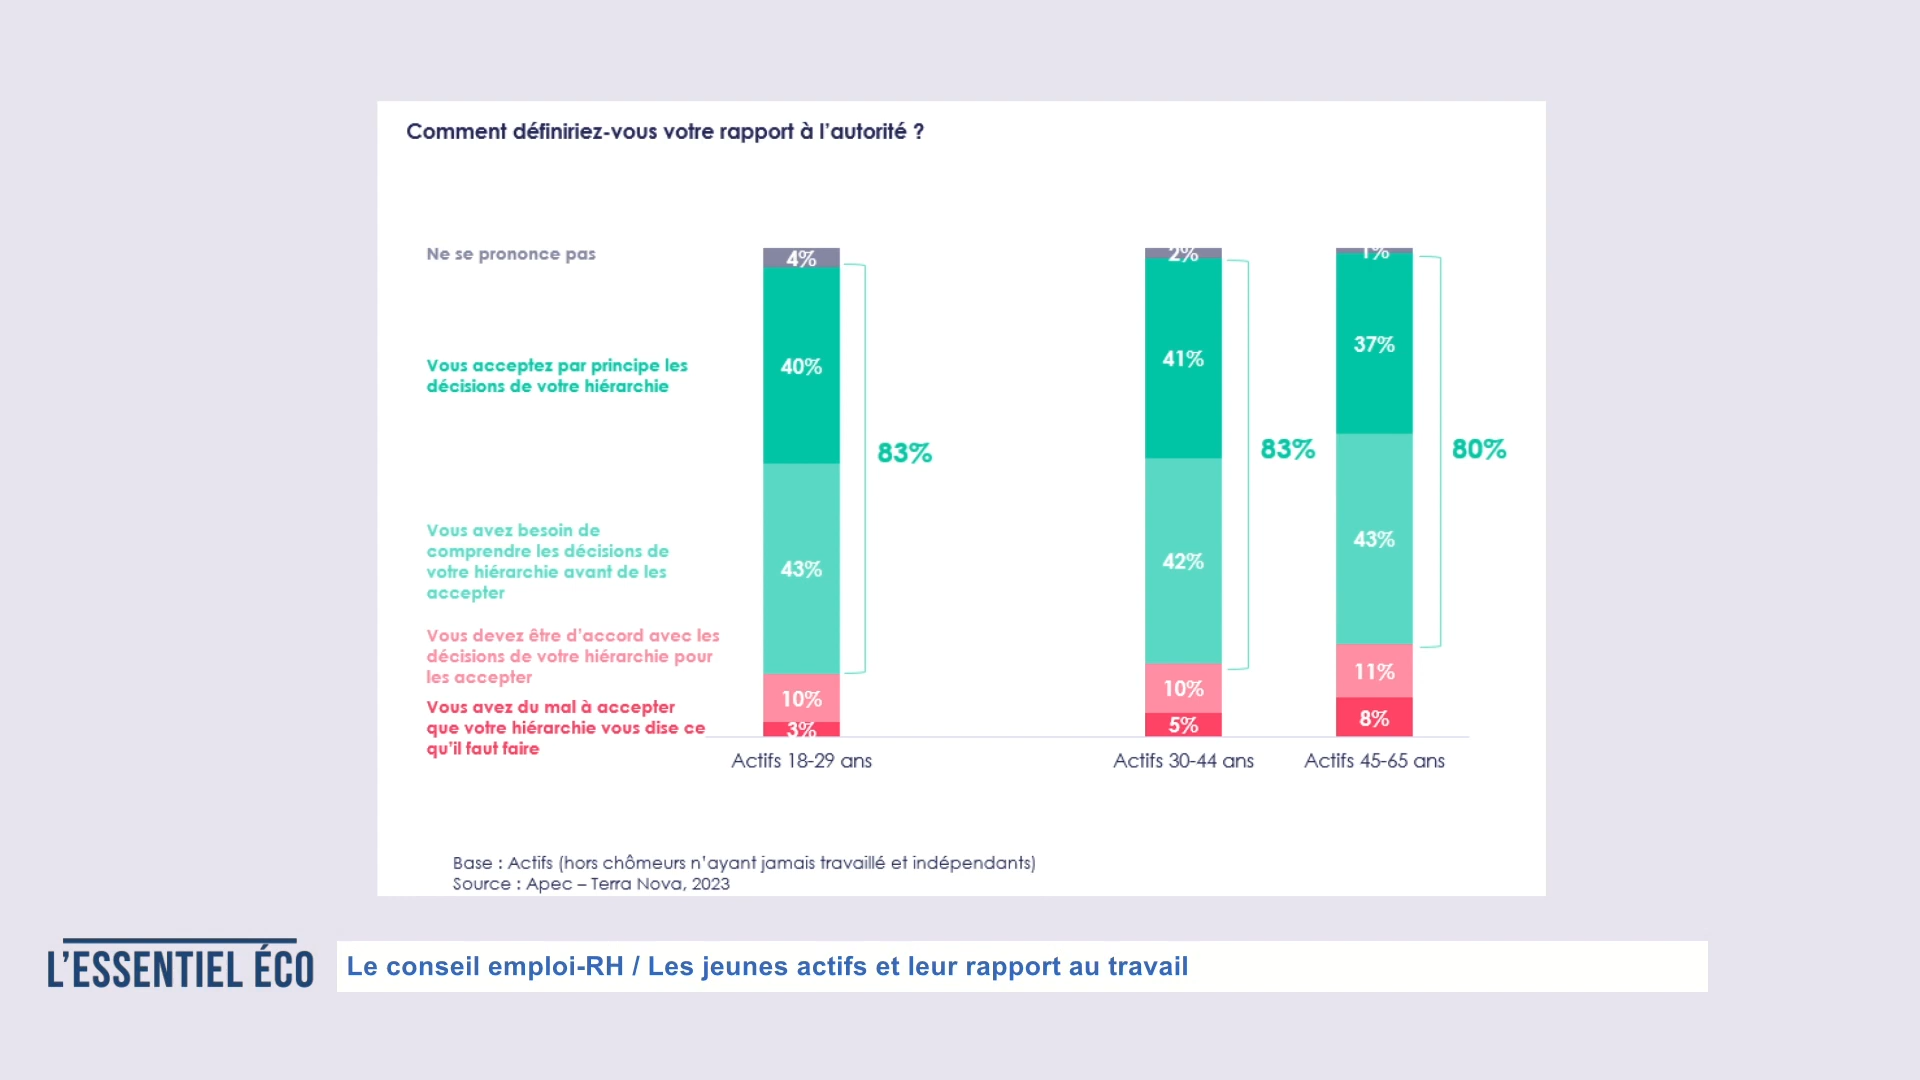 Comment définiriez-vous votre rapport à l'autorité ?
Ne se prononce pas
4%
2%
1%
Vous acceptez par principe les
décisions de votre hiérarchie
40%
41%
37%
83%
83%
80%
Vous avez besoin de
comprendre les décisions de
votre hiérarchie avant de les
accepter
43%
42%
43%
Vous devez être d'accord avec les
décisions de votre hiérarchie pour
les accepter
10%
10%
11%
Vous avez du mal à accepter
que votre hiérarchie vous dise ce
qu'il faut faire
3%
5%
8%
Actifs 18-29 ans
Actifs 30-44 ans
Actifs 45-65 ans
Base : Actifs (hors chômeurs n'ayant jamais travaillé et indépendants)
Source : Apec – Terra Nova, 2023
L'ESSENTIEL ÉCO
Le conseil emploi-RH / Les jeunes actifs et leur rapport au travail